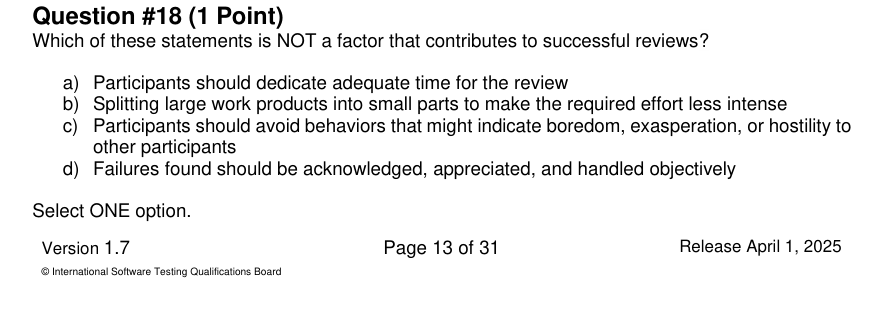 Question #18 (1 Point)
Which of these statements is NOT a factor that contributes to successful reviews?
a) Participants should dedicate adequate time for the review
b) Splitting large work products into small parts to make the required effort less intense
c) Participants should avoid behaviors that might indicate boredom, exasperation, or hostility to
other participants
d) Failures found should be acknowledged, appreciated, and handled objectively
Select ONE option.
Version 1.7 Page 13 of 31 Release April 1, 2025
© International Software Testing Qualifications Board